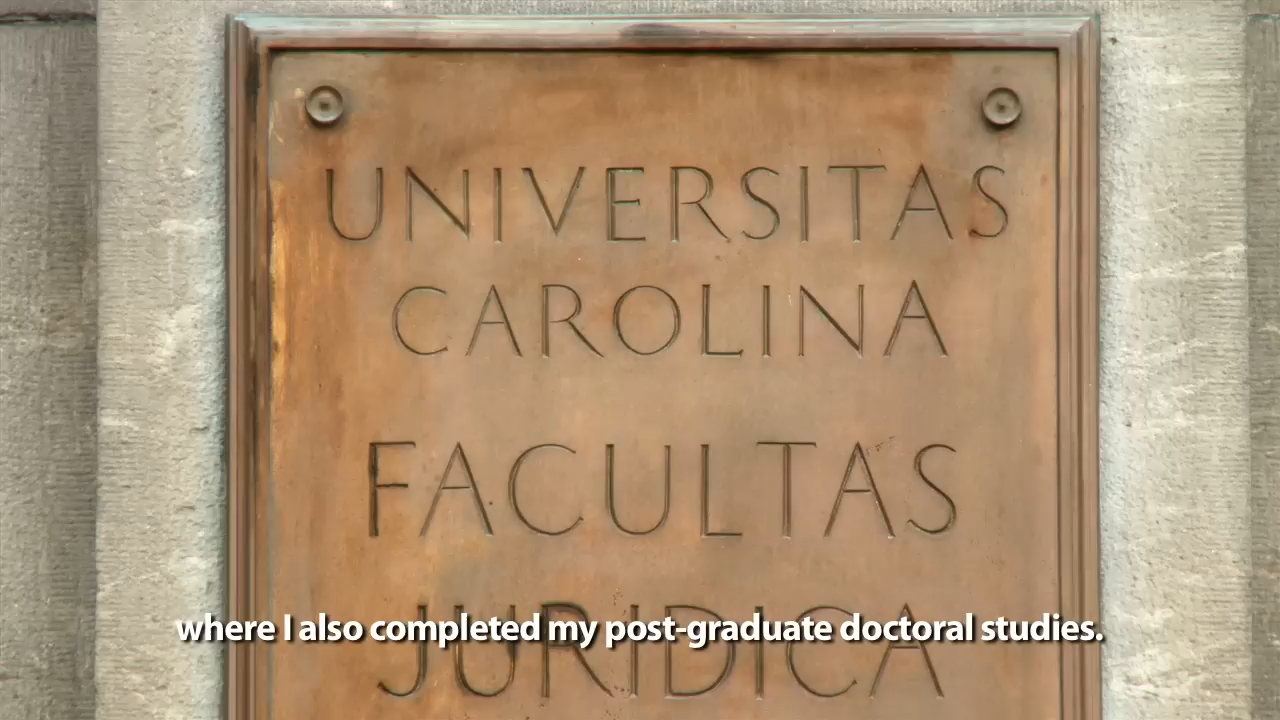 UNIVERSITAS
CAROLINA
FACULTAS
JURIDICA
where I also completed my post-graduate doctoral studies.